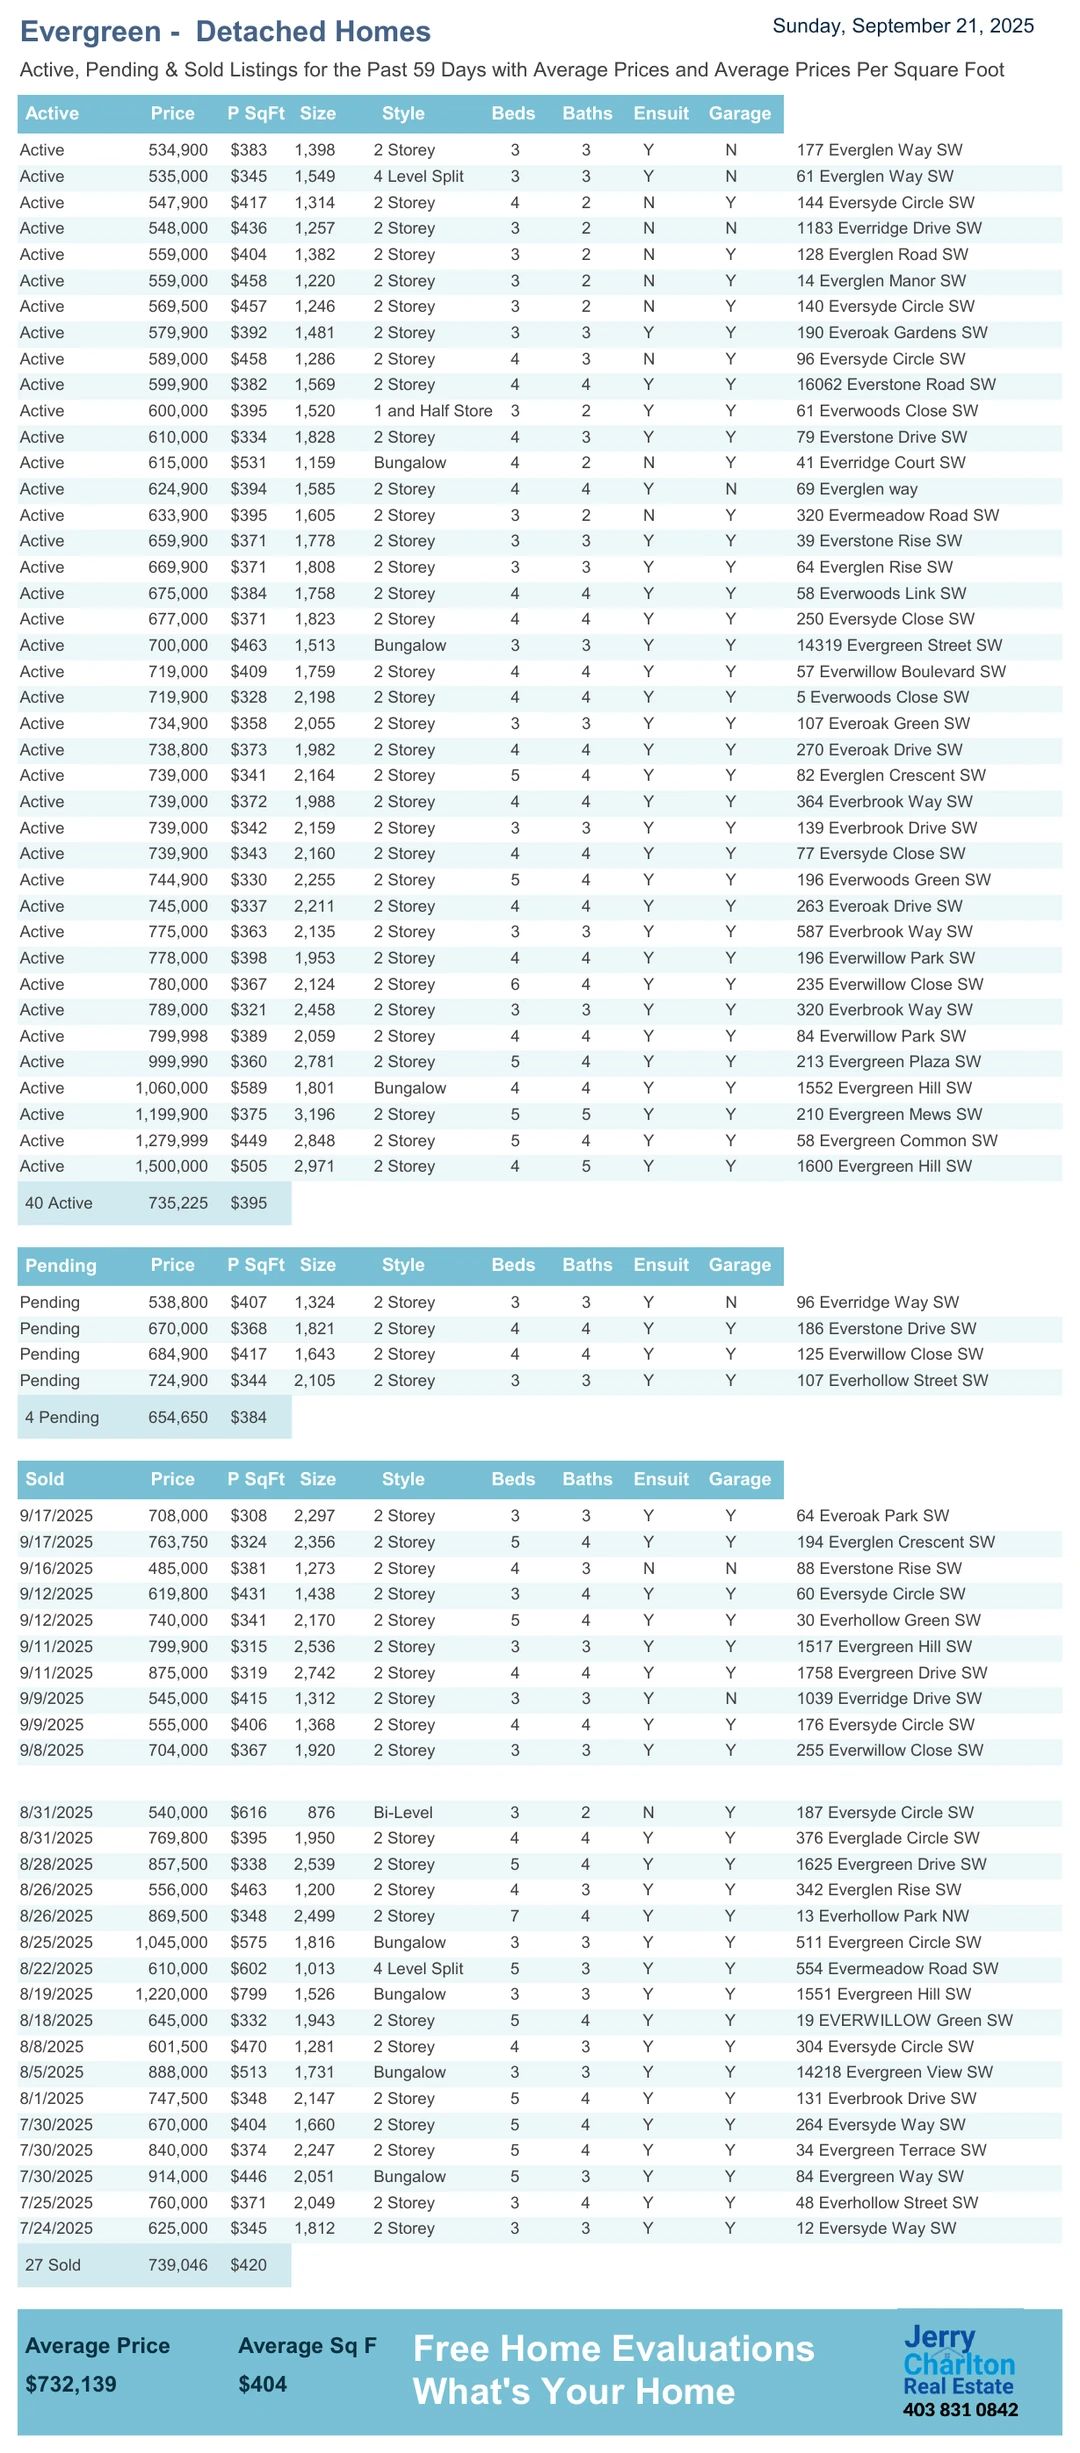 Evergreen - Detached Homes
Sunday, September 21, 2025
Active, Pending & Sold Listings for the Past 59 Days with Average Prices and Average Prices Per Square Foot
Active Price P SqFt Size Style Beds Baths Ensuit Garage
Active 534,900 $383 1,398 2 Storey 3 3 Y N 177 Everglen Way SW
Active 535,000 $345 1,549 4 Level Split 3 3 Y N 61 Everglen Way SW
Active 547,900 $417 1,314 2 Storey 4 2 N Y 144 Eversyde Circle SW
Active 548,000 $436 1,257 2 Storey 3 2 N N 1183 Everridge Drive SW
Active 559,000 $404 1,382 2 Storey 3 2 N Y 128 Everglen Road SW
Active 559,000 $458 1,220 2 Storey 3 2 N Y 14 Everglen Manor SW
Active 569,500 $457 1,246 2 Storey 3 2 N Y 140 Eversyde Circle SW
Active 579,900 $392 1,481 2 Storey 3 3 Y Y 190 Everoak Gardens SW
Active 589,000 $458 1,286 2 Storey 4 3 N Y 96 Eversyde Circle SW
Active 599,900 $382 1,569 2 Storey 4 4 Y Y 16062 Everstone Road SW
Active 600,000 $395 1,520 1 and Half Store 3 2 Y Y 61 Everwoods Close SW
Active 610,000 $334 1,828 2 Storey 4 3 Y Y 79 Everstone Drive SW
Active 615,000 $531 1,159 Bungalow 4 2 N Y 41 Everridge Court SW
Active 624,900 $394 1,585 2 Storey 4 4 Y N 69 Everglen way
Active 633,900 $395 1,605 2 Storey 3 2 N Y 320 Evermeadow Road SW
Active 659,900 $371 1,778 2 Storey 3 3 Y Y 39 Everstone Rise SW
Active 669,900 $371 1,808 2 Storey 3 3 Y Y 64 Everglen Rise SW
Active 675,000 $384 1,758 2 Storey 4 4 Y Y 58 Everwoods Link SW
Active 677,000 $371 1,823 2 Storey 4 4 Y Y 250 Eversyde Close SW
Active 700,000 $463 1,513 Bungalow 3 3 Y Y 14319 Evergreen Street SW
Active 719,000 $409 1,759 2 Storey 4 4 Y Y 57 Everwillow Boulevard SW
Active 719,900 $328 2,198 2 Storey 4 4 Y Y 5 Everwoods Close SW
Active 734,900 $358 2,055 2 Storey 3 3 Y Y 107 Everoak Green SW
Active 738,800 $373 1,982 2 Storey 4 4 Y Y 270 Everoak Drive SW
Active 739,000 $341 2,164 2 Storey 5 4 Y Y 82 Everglen Crescent SW
Active 739,000 $372 1,988 2 Storey 4 4 Y Y 364 Everbrook Way SW
Active 739,000 $342 2,159 2 Storey 3 3 Y Y 139 Everbrook Drive SW
Active 739,900 $343 2,160 2 Storey 4 4 Y Y 77 Eversyde Close SW
Active 744,900 $330 2,255 2 Storey 5 4 Y Y 196 Everwoods Green SW
Active 745,000 $337 2,211 2 Storey 4 4 Y Y 263 Everoak Drive SW
Active 775,000 $363 2,135 2 Storey 3 3 Y Y 587 Everbrook Way SW
Active 778,000 $398 1,953 2 Storey 4 4 Y Y 196 Everwillow Park SW
Active 780,000 $367 2,124 2 Storey 6 4 Y Y 235 Everwillow Close SW
Active 789,000 $321 2,458 2 Storey 3 3 Y Y 320 Everbrook Way SW
Active 799,998 $389 2,059 2 Storey 4 4 Y Y 84 Everwillow Park SW
Active 999,990 $360 2,781 2 Storey 5 4 Y Y 213 Evergreen Plaza SW
Active 1,060,000 $589 1,801 Bungalow 4 4 Y Y 1552 Evergreen Hill SW
Active 1,199,900 $375 3,196 2 Storey 5 5 Y Y 210 Evergreen Mews SW
Active 1,279,999 $449 2,848 2 Storey 5 4 Y Y 58 Evergreen Common SW
Active 1,500,000 $505 2,971 2 Storey 4 5 Y Y 1600 Evergreen Hill SW
40 Active 735,225 $395
Pending Price P SqFt Size Style Beds Baths Ensuit Garage
Pending 538,800 $407 1,324 2 Storey 3 3 Y N 96 Everridge Way SW
Pending 670,000 $368 1,821 2 Storey 4 4 Y Y 186 Everstone Drive SW
Pending 684,900 $417 1,643 2 Storey 4 4 Y Y 125 Everwillow Close SW
Pending 724,900 $344 2,105 2 Storey 3 3 Y Y 107 Everhollow Street SW
4 Pending 654,650 $384
Sold Price P SqFt Size Style Beds Baths Ensuit Garage
9/17/2025 708,000 $308 2,297 2 Storey 3 3 Y Y 64 Everoak Park SW
9/17/2025 763,750 $324 2,356 2 Storey 5 4 Y Y 194 Everglen Crescent SW
9/16/2025 485,000 $381 1,273 2 Storey 4 3 N N 88 Everstone Rise SW
9/12/2025 619,800 $431 1,438 2 Storey 3 4 Y Y 60 Eversyde Circle SW
9/12/2025 740,000 $341 2,170 2 Storey 5 4 Y Y 30 Everhollow Green SW
9/11/2025 799,900 $315 2,536 2 Storey 3 3 Y Y 1517 Evergreen Hill SW
9/11/2025 875,000 $319 2,742 2 Storey 4 4 Y Y 1758 Evergreen Drive SW
9/9/2025 545,000 $415 1,312 2 Storey 3 3 Y N 1039 Everridge Drive SW
9/9/2025 555,000 $406 1,368 2 Storey 4 4 Y Y 176 Eversyde Circle SW
9/8/2025 704,000 $367 1,920 2 Storey 3 3 Y Y 255 Everwillow Close SW
8/31/2025 540,000 $616 876 Bi-Level 3 2 N Y 187 Eversyde Circle SW
8/31/2025 769,800 $395 1,950 2 Storey 4 4 Y Y 376 Everglade Circle SW
8/28/2025 857,500 $338 2,539 2 Storey 5 4 Y Y 1625 Evergreen Drive SW
8/26/2025 556,000 $463 1,200 2 Storey 4 3 Y Y 342 Everglen Rise SW
8/26/2025 869,500 $348 2,499 2 Storey 7 4 Y Y 13 Everhollow Park NW
8/25/2025 1,045,000 $575 1,816 Bungalow 3 3 Y Y 511 Evergreen Circle SW
8/22/2025 610,000 $602 1,013 4 Level Split 5 3 Y Y 554 Evermeadow Road SW
8/19/2025 1,220,000 $799 1,526 Bungalow 3 3 Y Y 1551 Evergreen Hill SW
8/18/2025 645,000 $332 1,943 2 Storey 5 4 Y Y 19 EVERWILLOW Green SW
8/8/2025 601,500 $470 1,281 2 Storey 4 3 Y Y 304 Eversyde Circle SW
8/5/2025 888,000 $513 1,731 Bungalow 3 3 Y Y 14218 Evergreen View SW
8/1/2025 747,500 $348 2,147 2 Storey 5 4 Y Y 131 Everbrook Drive SW
7/30/2025 670,000 $404 1,660 2 Storey 5 4 Y Y 264 Eversyde Way SW
7/30/2025 840,000 $374 2,247 2 Storey 5 4 Y Y 34 Evergreen Terrace SW
7/30/2025 914,000 $446 2,051 Bungalow 5 3 Y Y 84 Evergreen Way SW
7/25/2025 760,000 $371 2,049 2 Storey 3 4 Y Y 48 Everhollow Street SW
7/24/2025 625,000 $345 1,812 2 Storey 3 3 Y Y 12 Eversyde Way SW
27 Sold 739,046 $420
Average Price Average Sq F
$732,139 $404
Free Home Evaluations
What's Your Home
Jerry
Charlton
Real Estate
403 831 0842